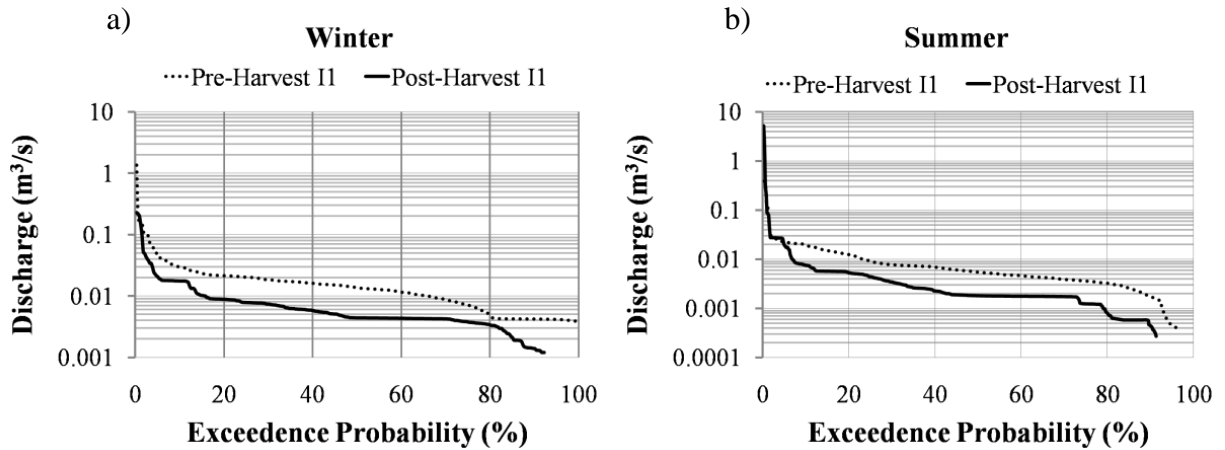 a)
Winter
Pre-Harvest I1 Post-Harvest I1
Discharge (m³/s)
10
1
0.1
0.01
0.001
0 20 40 60 80 100
Exceedence Probability (%)
b)
Summer
Pre-Harvest I1 Post-Harvest I1
Discharge (m³/s)
10
1
0.1
0.01
0.001
0.0001
0 20 40 60 80 100
Exceedence Probability (%)